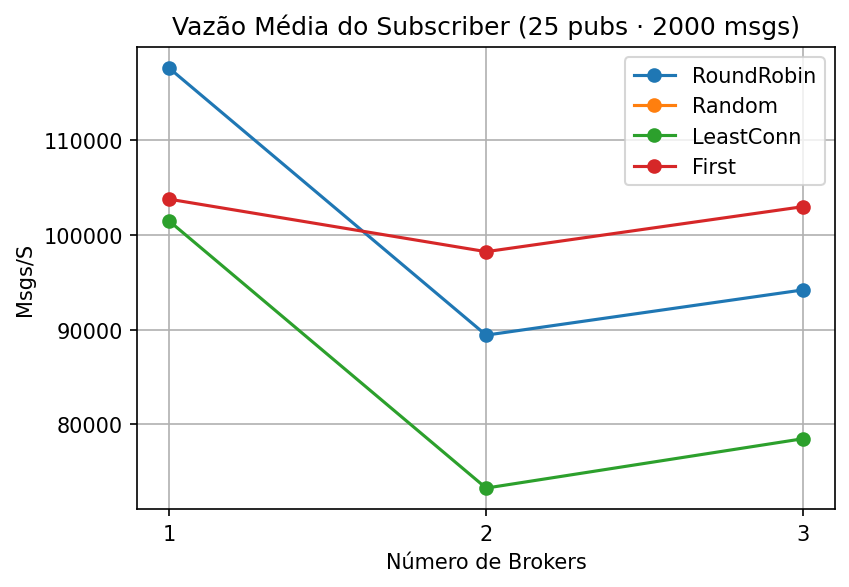 Vazão Média do Subscriber (25 pubs · 2000 msgs)
RoundRobin
Random
LeastConn
First
110000
100000
90000
80000
Msgs/S
1
2
3
Número de Brokers